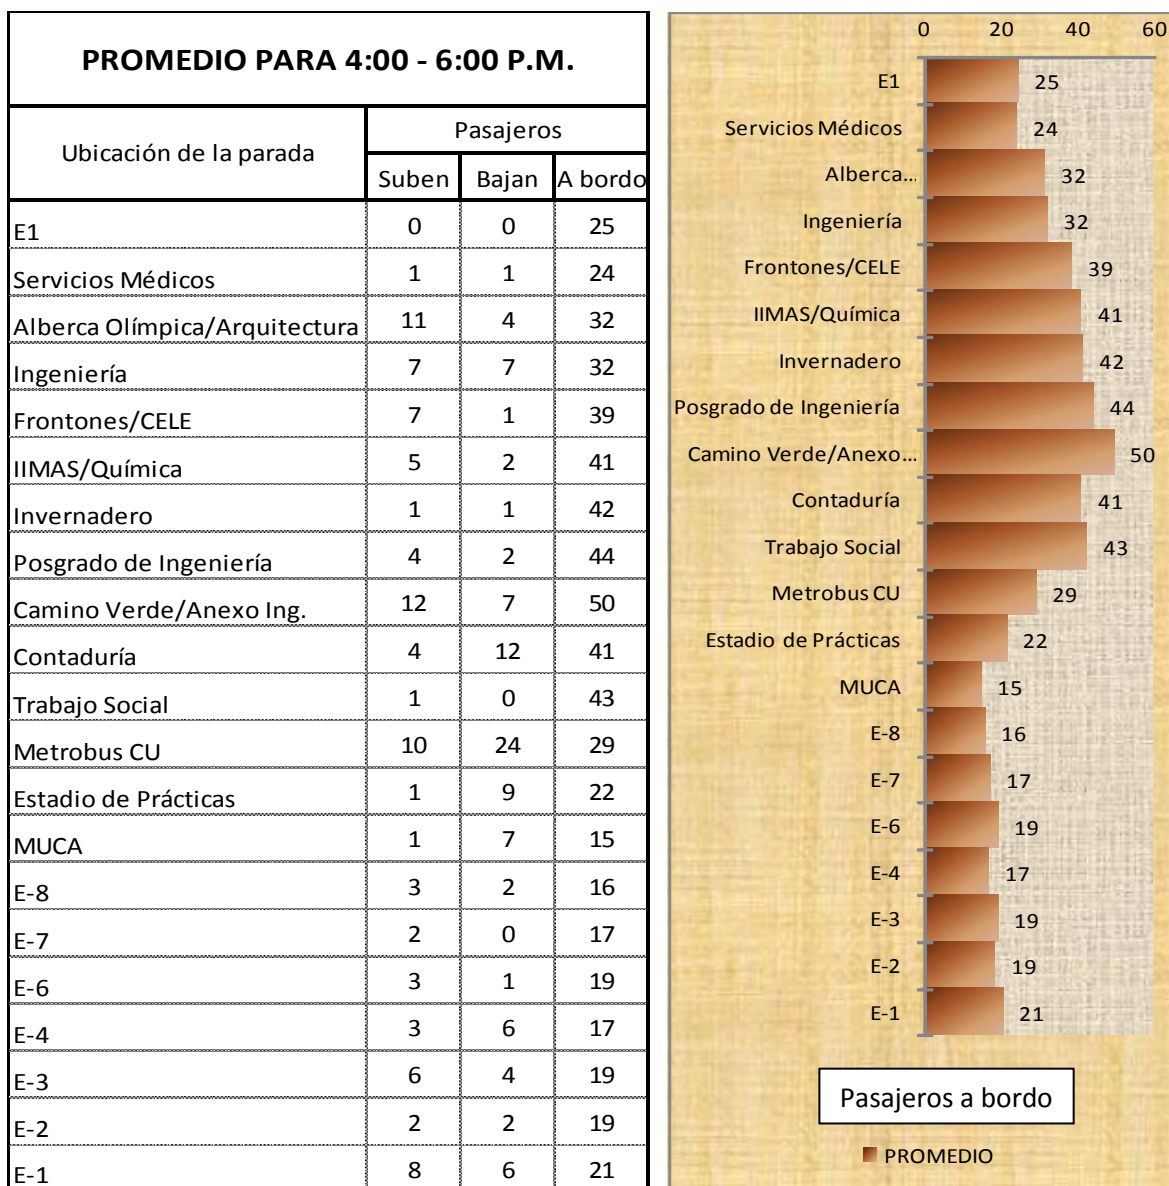 PROMEDIO PARA 4:00 - 6:00 P.M.
Ubicación de la parada
Pasajeros
Suben Bajan A bordo
E1 0 0 25
Servicios Médicos 1 1 24
Alberca Olímpica/Arquitectura 11 4 32
Ingeniería 7 7 32
Frontones/CELE 7 1 39
IIMAS/Química 5 2 41
Invernadero 1 1 42
Posgrado de Ingeniería 4 2 44
Camino Verde/Anexo Ing. 12 7 50
Contaduría 4 12 41
Trabajo Social 1 0 43
Metrobus CU 10 24 29
Estadio de Prácticas 1 9 22
MUCA 1 7 15
E-8 3 2 16
E-7 2 0 17
E-6 3 1 19
E-4 3 6 17
E-3 6 4 19
E-2 2 2 19
E-1 8 6 21
0 20 40 60
E1 25
Servicios Médicos 24
Alberca... 32
Ingeniería 32
Frontones/CELE 39
IIMAS/Química 41
Invernadero 42
Posgrado de Ingeniería 44
Camino Verde/Anexo... 50
Contaduría 41
Trabajo Social 43
Metrobus CU 29
Estadio de Prácticas 22
MUCA 15
E-8 16
E-7 17
E-6 19
E-4 17
E-3 19
E-2 19
E-1 21
Pasajeros a bordo
PROMEDIO